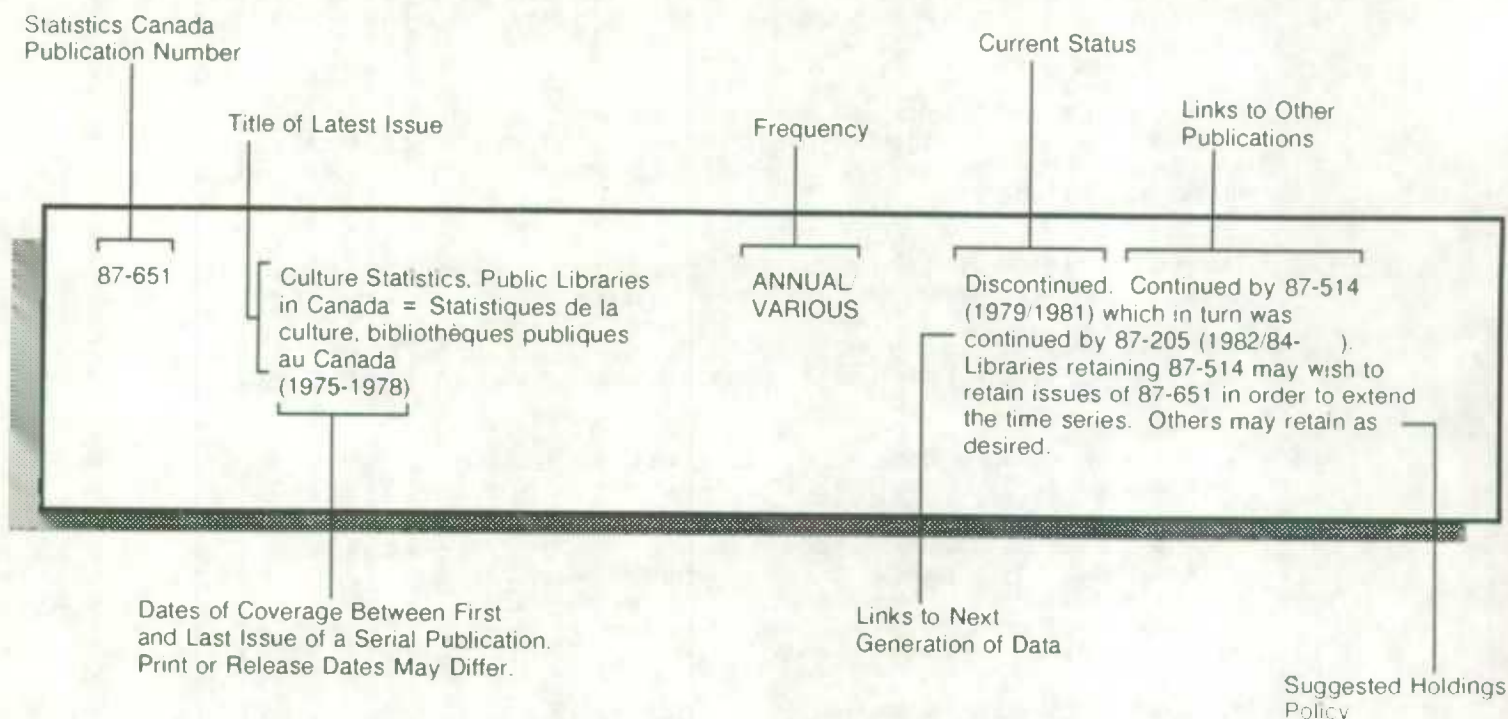 Statistics Canada
Publication Number
Current Status
Title of Latest Issue
Frequency
Links to Other
Publications
87-651
Culture Statistics. Public Libraries
in Canada = Statistiques de la
culture, bibliothèques publiques
au Canada
(1975-1978)
ANNUAL
VARIOUS
Discontinued. Continued by 87-514
(1979/1981) which in turn was
continued by 87-205 (1982/84- ).
Libraries retaining 87-514 may wish to
retain issues of 87-651 in order to extend
the time series. Others may retain as
desired.
Dates of Coverage Between First
and Last Issue of a Serial Publication.
Print or Release Dates May Differ.
Links to Next
Generation of Data
Suggested Holdings
Policy